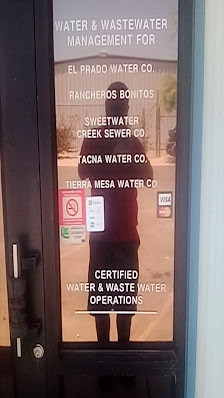 WATER & WASTEWATER
MANAGEMENT FOR
EL PRADO WATER CO.
RANCHEROS BONITOS
SWEETWATER
CREEK SEWER CO.
TACNA WATER CO.
TIERRA MESA WATER CO.
VISA
CERTIFIED
WATER & WASTE WATER
OPERATIONS